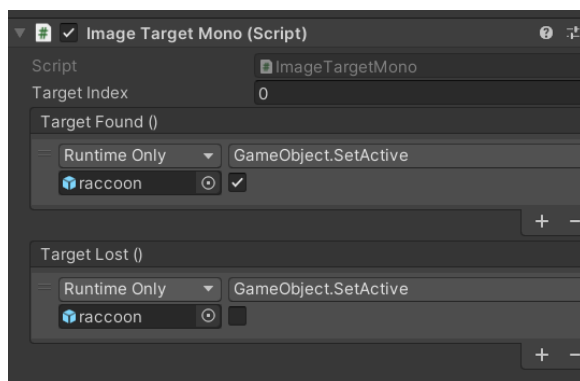 Image Target Mono (Script)
Script ImageTargetMono
Target Index 0
Target Found ()
Runtime Only GameObject.SetActive
raccoon
Target Lost ()
Runtime Only GameObject.SetActive
raccoon